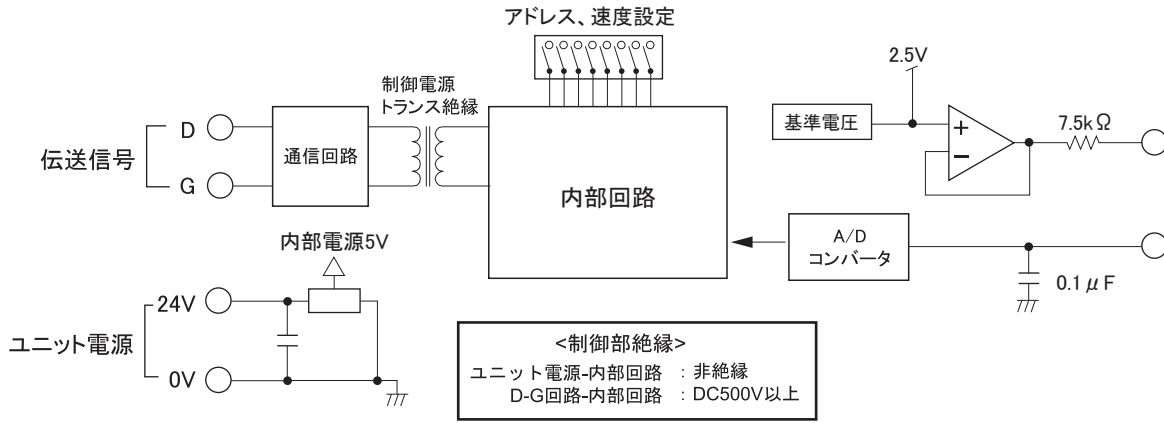 アドレス、速度設定
制御電源
トランス絶縁
伝送信号
D
G
通信回路
内部回路
2.5V
基準電圧
+
−
7.5kΩ
A/D
コンバータ
0.1μF
内部電源5V
ユニット電源
24V
0V
<制御部絶縁>
ユニット電源-内部回路 : 非絶縁
D-G回路-内部回路 : DC500V以上